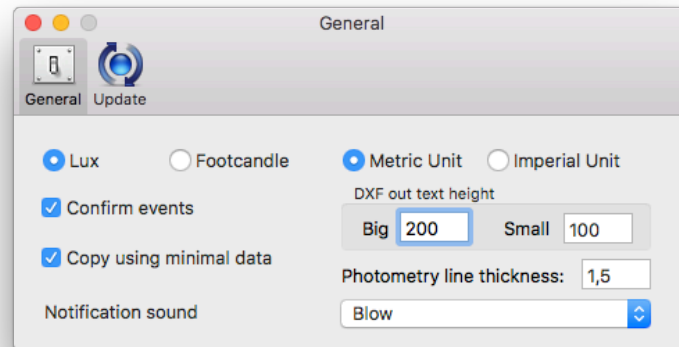 General
General Update
Lux Footcandle Metric Unit Imperial Unit
DXF out text height
Confirm events
Big 200 Small 100
Copy using minimal data
Photometry line thickness: 1,5
Notification sound Blow